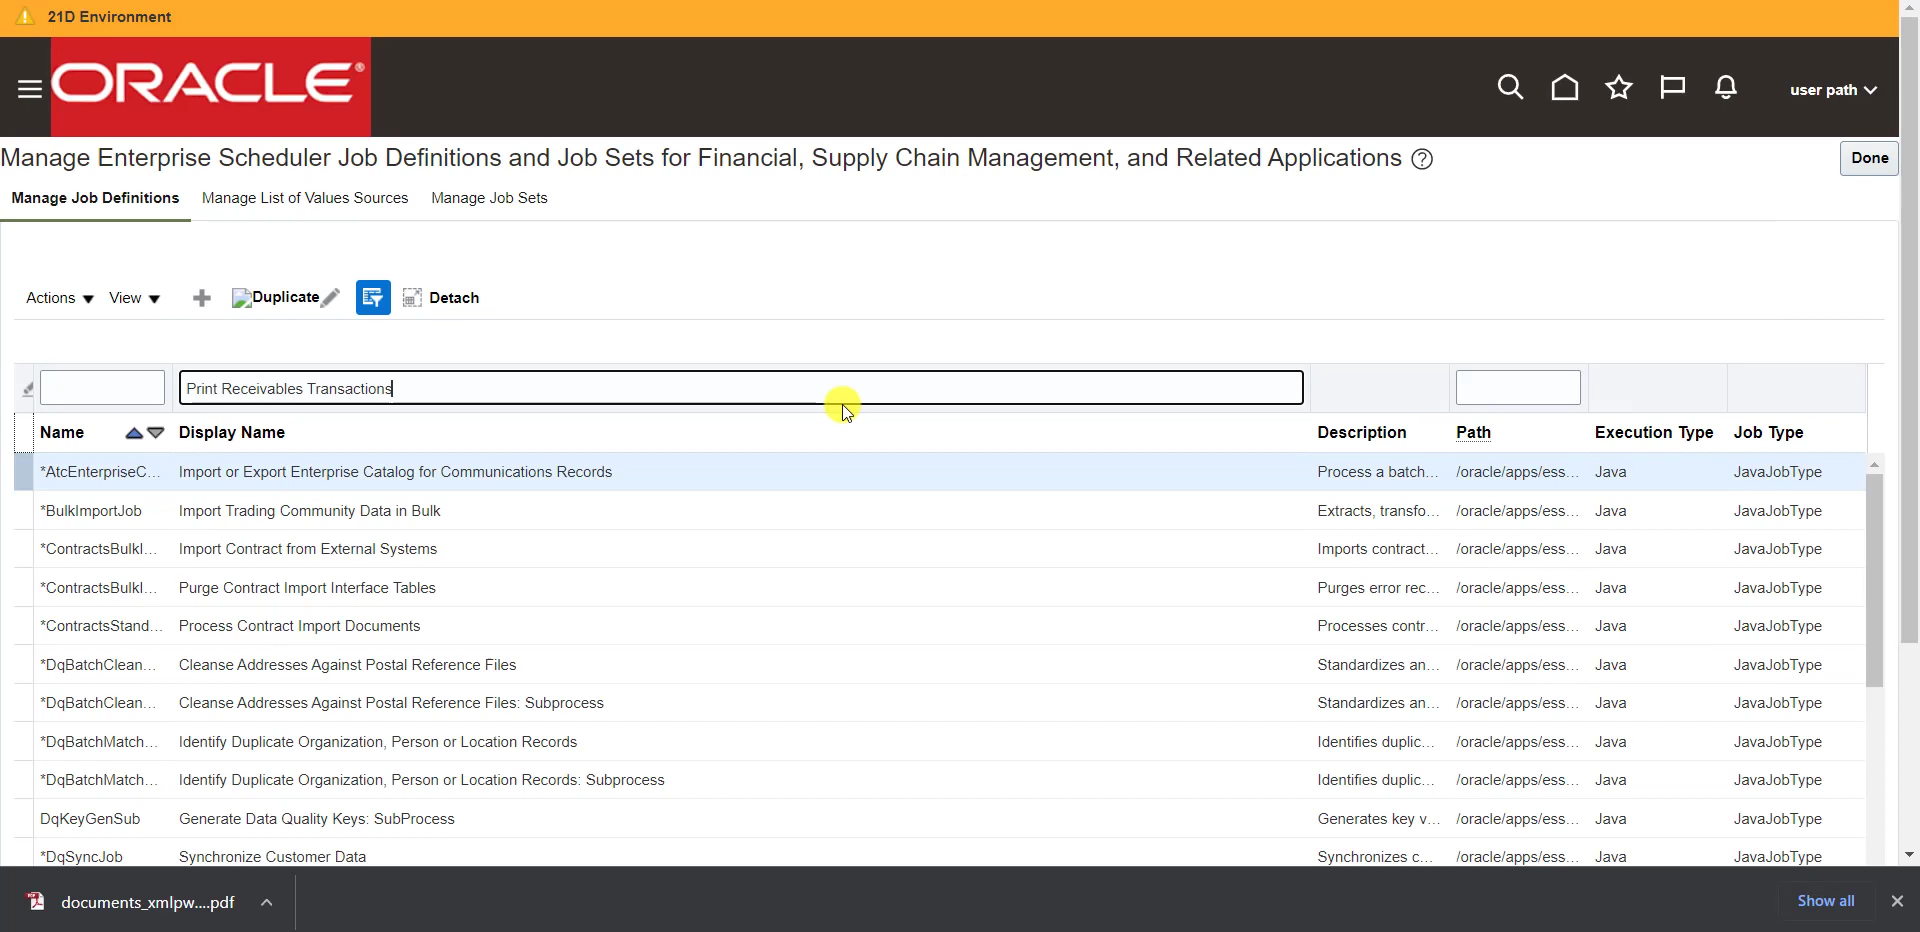 21D Environment
ORACLE®
user path
Manage Enterprise Scheduler Job Definitions and Job Sets for Financial, Supply Chain Management, and Related Applications ?
Done
Manage Job Definitions Manage List of Values Sources Manage Job Sets
Actions View Duplicate Detach
Print Receivables Transactions
Name Display Name Description Path Execution Type Job Type
*AtcEnterpriseC... Import or Export Enterprise Catalog for Communications Records Process a batch... /oracle/apps/ess... Java JavaJobType
*BulkImportJob Import Trading Community Data in Bulk Extracts, transfo... /oracle/apps/ess... Java JavaJobType
*ContractsBulkI... Import Contract from External Systems Imports contract... /oracle/apps/ess... Java JavaJobType
*ContractsBulkI... Purge Contract Import Interface Tables Purges error rec... /oracle/apps/ess... Java JavaJobType
*ContractsStand... Process Contract Import Documents Processes contr... /oracle/apps/ess... Java JavaJobType
*DqBatchClean... Cleanse Addresses Against Postal Reference Files Standardizes an... /oracle/apps/ess... Java JavaJobType
*DqBatchClean... Cleanse Addresses Against Postal Reference Files: Subprocess Standardizes an... /oracle/apps/ess... Java JavaJobType
*DqBatchMatch... Identify Duplicate Organization, Person or Location Records Identifies duplic... /oracle/apps/ess... Java JavaJobType
*DqBatchMatch... Identify Duplicate Organization, Person or Location Records: Subprocess Identifies duplic... /oracle/apps/ess... Java JavaJobType
DqKeyGenSub Generate Data Quality Keys: SubProcess Generates key v... /oracle/apps/ess... Java JavaJobType
*DqSyncJob Synchronize Customer Data Synchronizes c... /oracle/apps/ess... Java JavaJobType
documents_xmlpw....pdf Show all